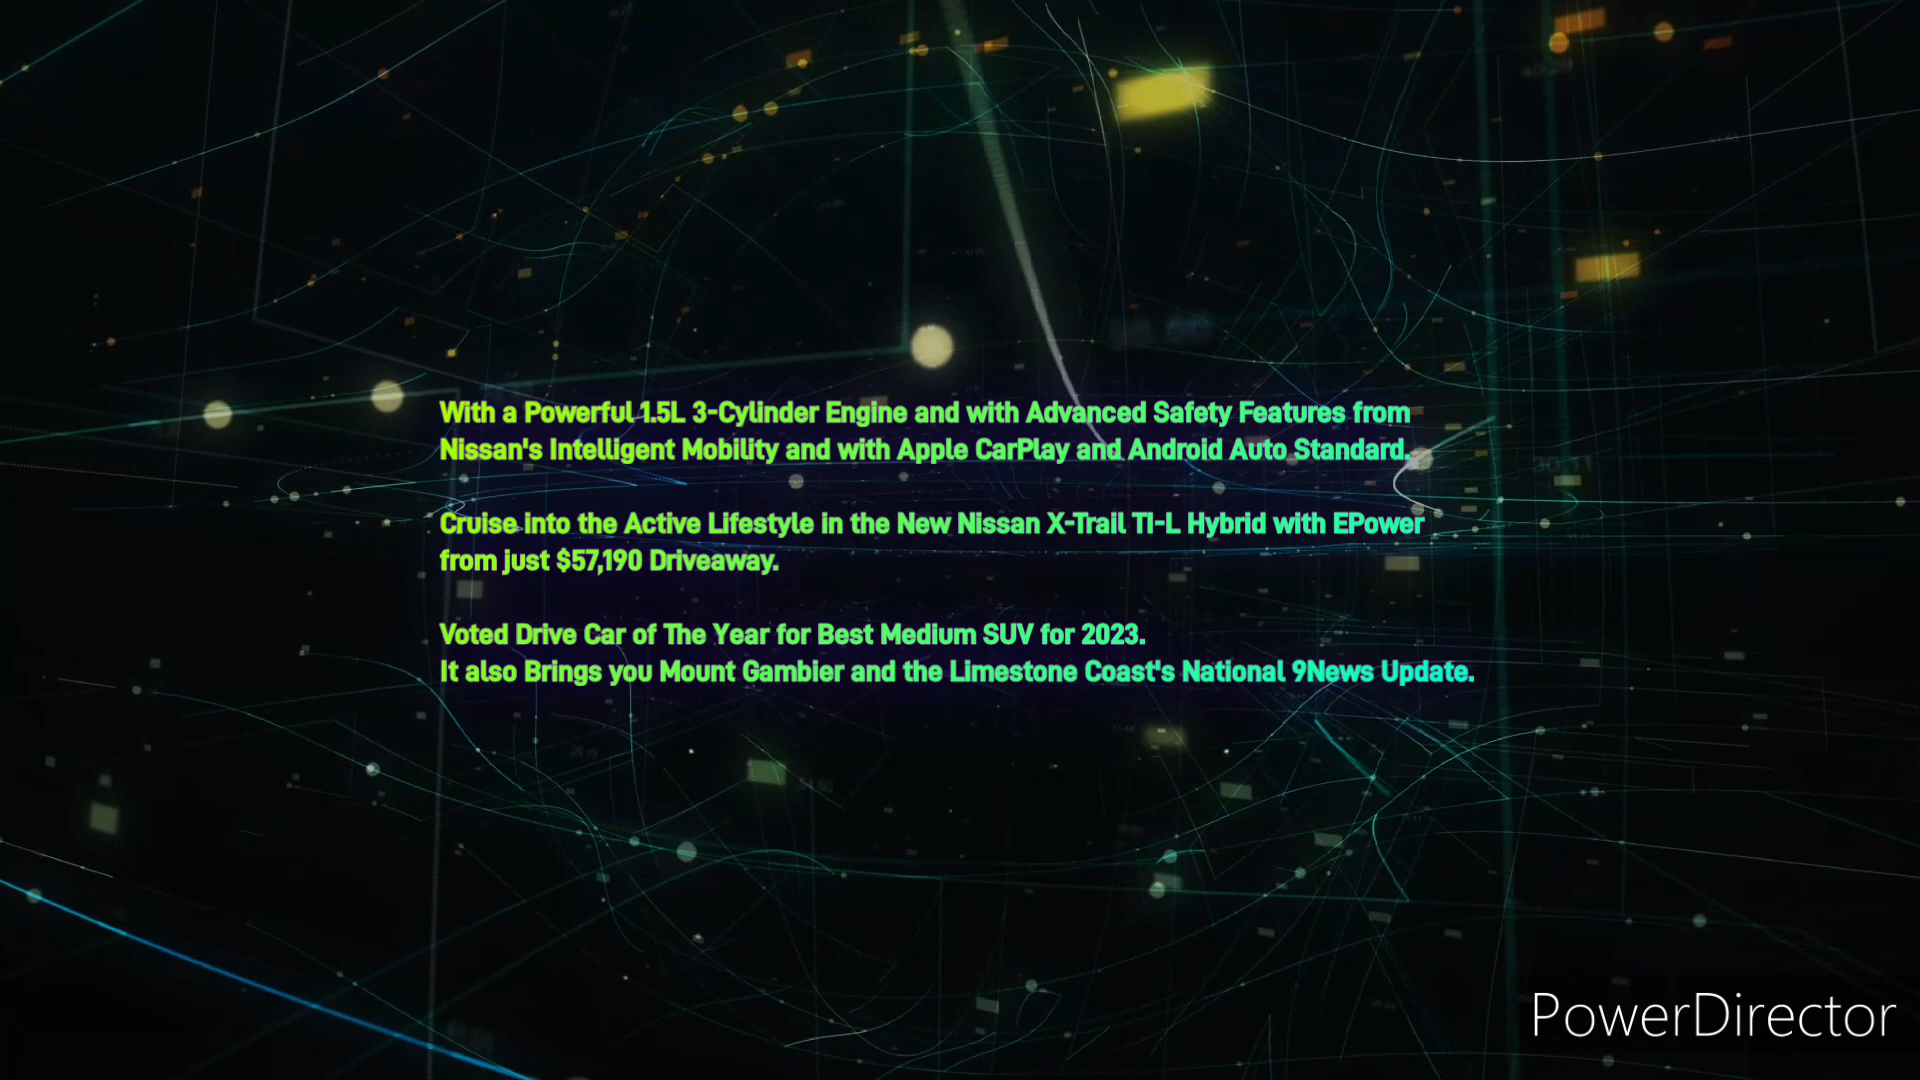 With a Powerful 1.5L 3-Cylinder Engine and with Advanced Safety Features from
Nissan's Intelligent Mobility and with Apple CarPlay and Android Auto Standard.
Cruise into the Active Lifestyle in the New Nissan X-Trail TI-L Hybrid with EPower
from just $57,190 Driveaway.
Voted Drive Car of The Year for Best Medium SUV for 2023.
It also Brings you Mount Gambier and the Limestone Coast's National 9News Update.
PowerDirector